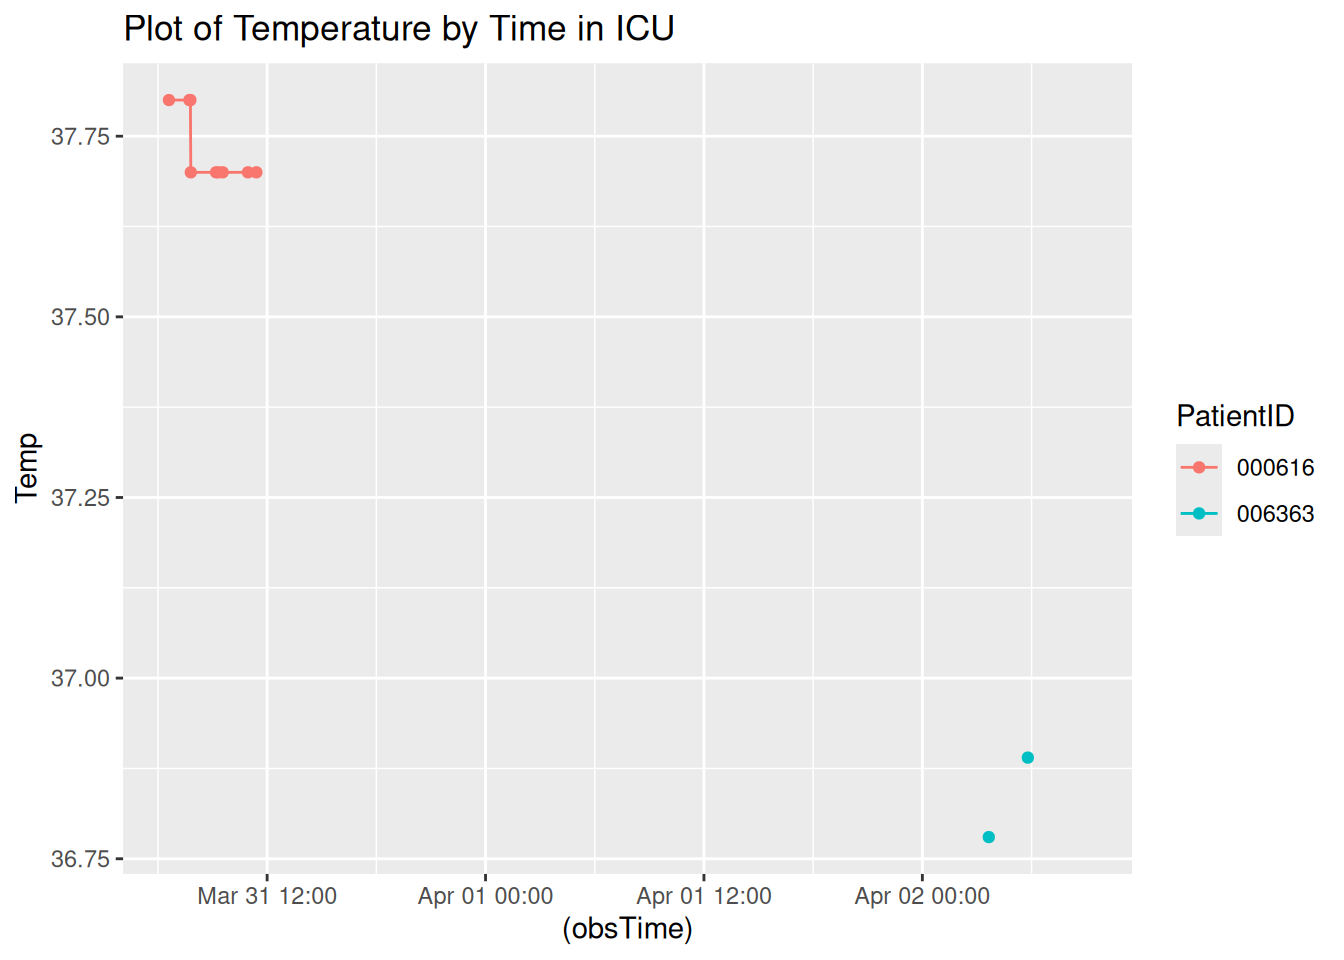 Plot of Temperature by Time in ICU
37.75
37.50
37.25
37.00
36.75
Temp
Mar 31 12:00
Apr 01 00:00
Apr 01 12:00
Apr 02 00:00
(obsTime)
PatientID
000616
006363